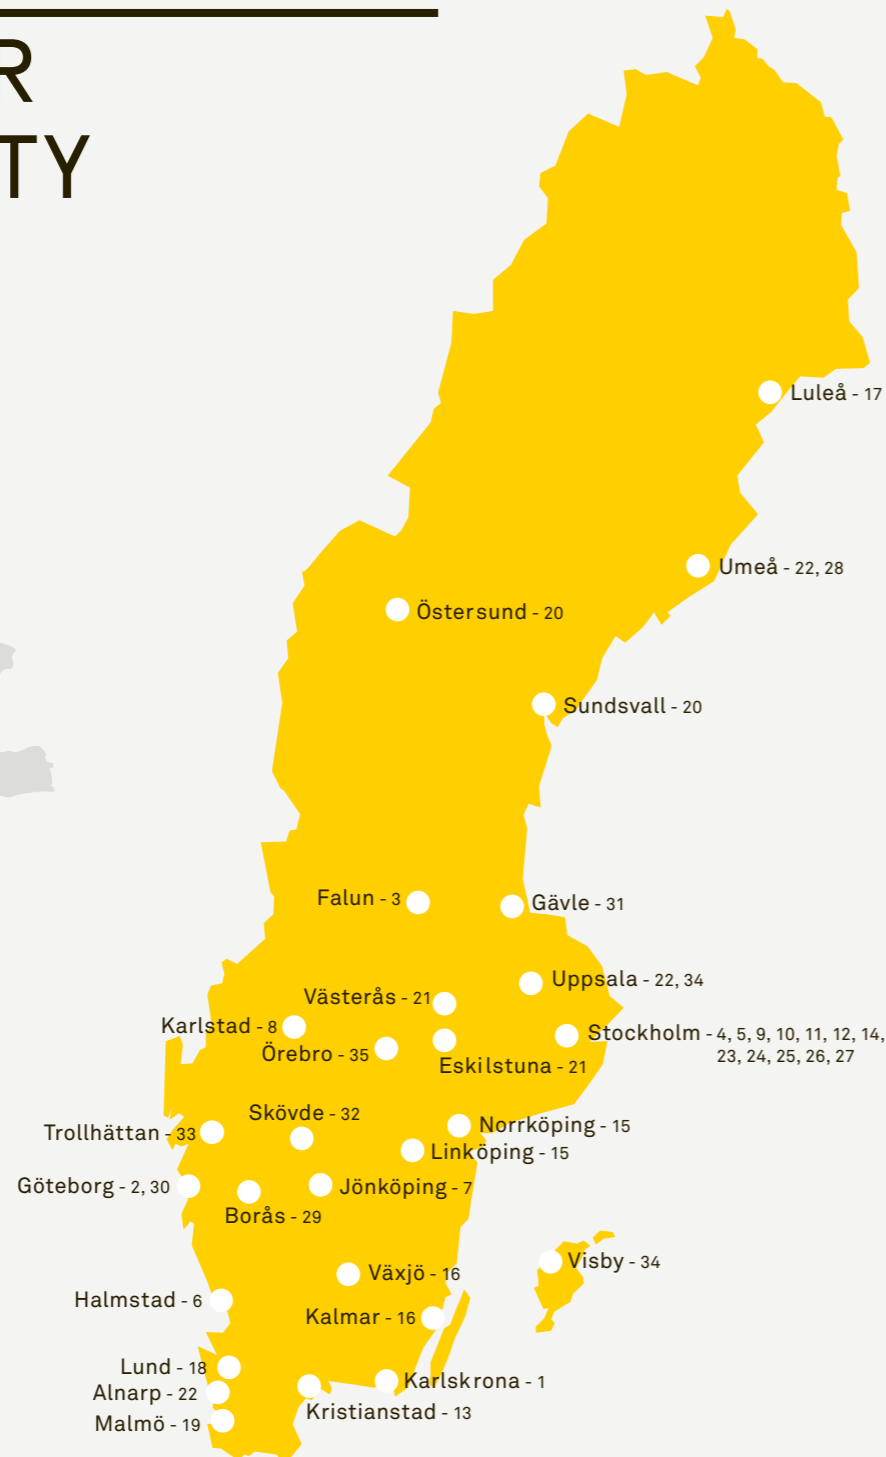 R
TY
Luleå - 17
Umeå - 22, 28
Östersund - 20
Sundsvall - 20
Falun - 3
Gävle - 31
Uppsala - 22, 34
Västerås - 21
Karlstad - 8
Stockholm - 4, 5, 9, 10, 11, 12, 14,
23, 24, 25, 26, 27
Örebro - 35
Eskilstuna - 21
Skövde - 32
Norrköping - 15
Trollhättan - 33
Linköping - 15
Göteborg - 2, 30
Jönköping - 7
Borås - 29
Visby - 34
Växjö - 16
Halmstad - 6
Kalmar - 16
Lund - 18
Karlskrona - 1
Alnarp - 22
Kristianstad - 13
Malmö - 19